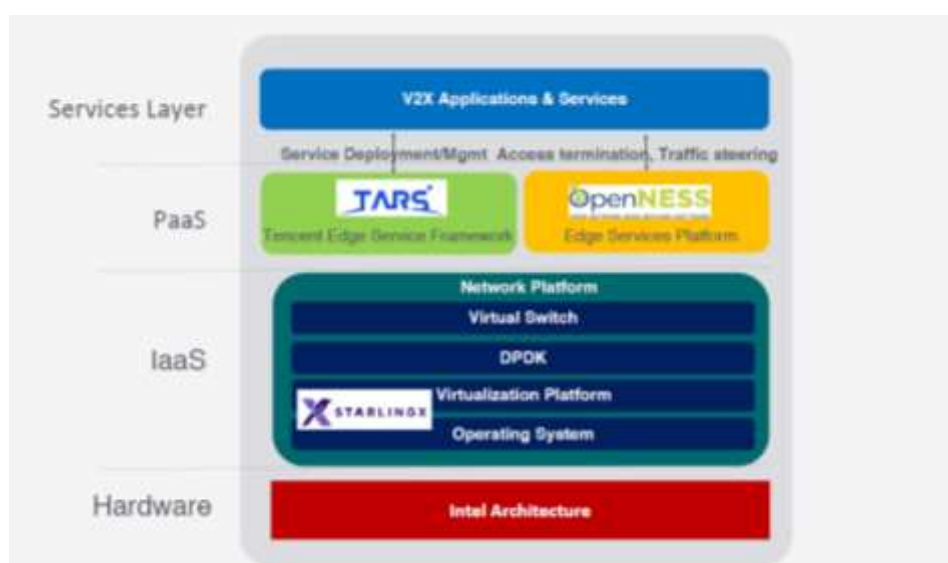 Services Layer
V2X Applications & Services
Service Deployment/Mgmt Access termination, Traffic steering
PaaS
TARS
OpenNESS
Tencent Edge Service Framework
Edge Services Platform
IaaS
Network Platform
Virtual Switch
DPDK
Virtualization Platform
STARLINGX
Operating System
Hardware
Intel Architecture